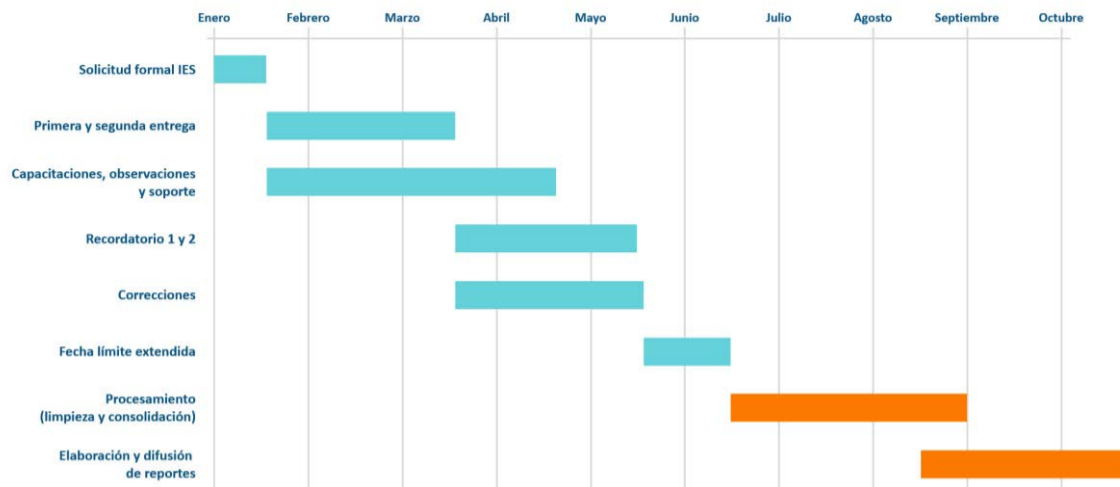 Enero Febrero Marzo Abril Mayo Junio Julio Agosto Septiembre Octubre
Solicitud formal IES
Primera y segunda entrega
Capacitaciones, observaciones
y soporte
Recordatorio 1 y 2
Correcciones
Fecha límite extendida
Procesamiento
(limpieza y consolidación)
Elaboración y difusión
de reportes